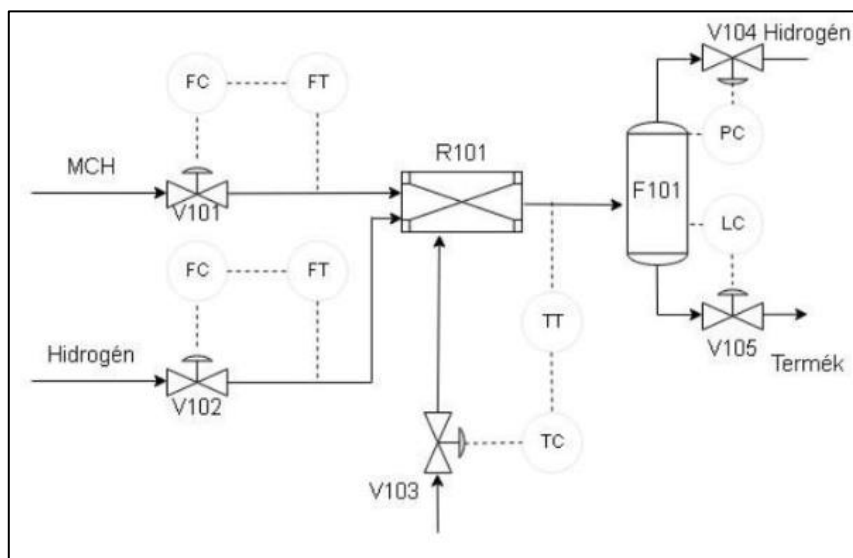 V104 Hidrogén
FC
FT
PC
R101
MCH
F101
V101
LC
FC
FT
TT
V105
Hidrogén
Termék
V102
TC
V103